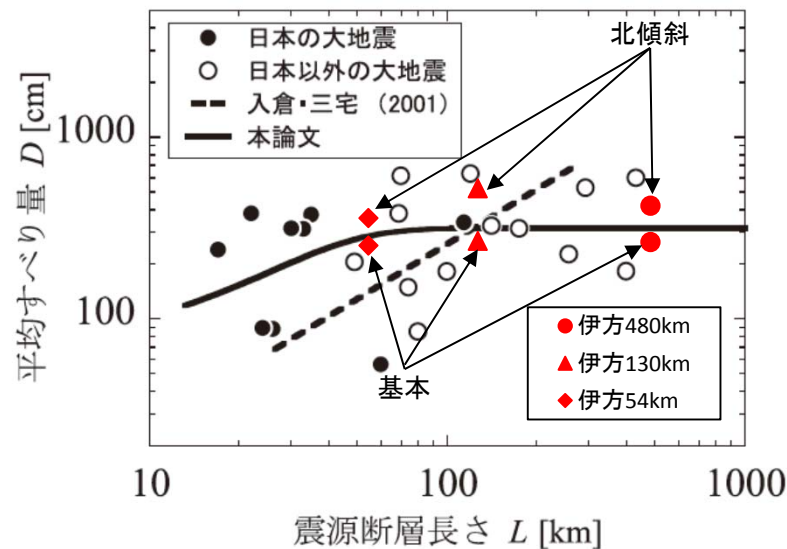 日本の大地震
日本以外の大地震
入倉・三宅 （2001）
本論文
北傾斜
1000
100
平均すべり量 D [cm]
基本
伊方480km
伊方130km
伊方54km
10
100
1000
震源断層長さ L [km]